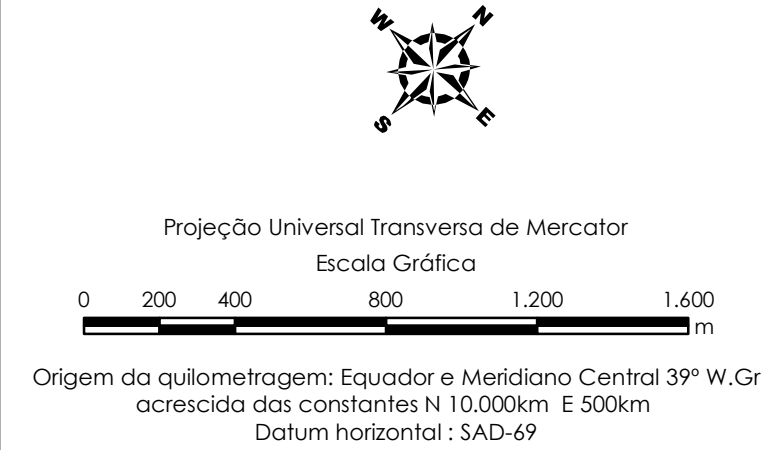 W N
S E
Projeção Universal Transversa de Mercator
Escala Gráfica
0 200 400 800 1.200 1.600
m
Origem da quilometragem: Equador e Meridiano Central 39º W.Gr
acrescida das constantes N 10.000km E 500km
Datum horizontal : SAD-69